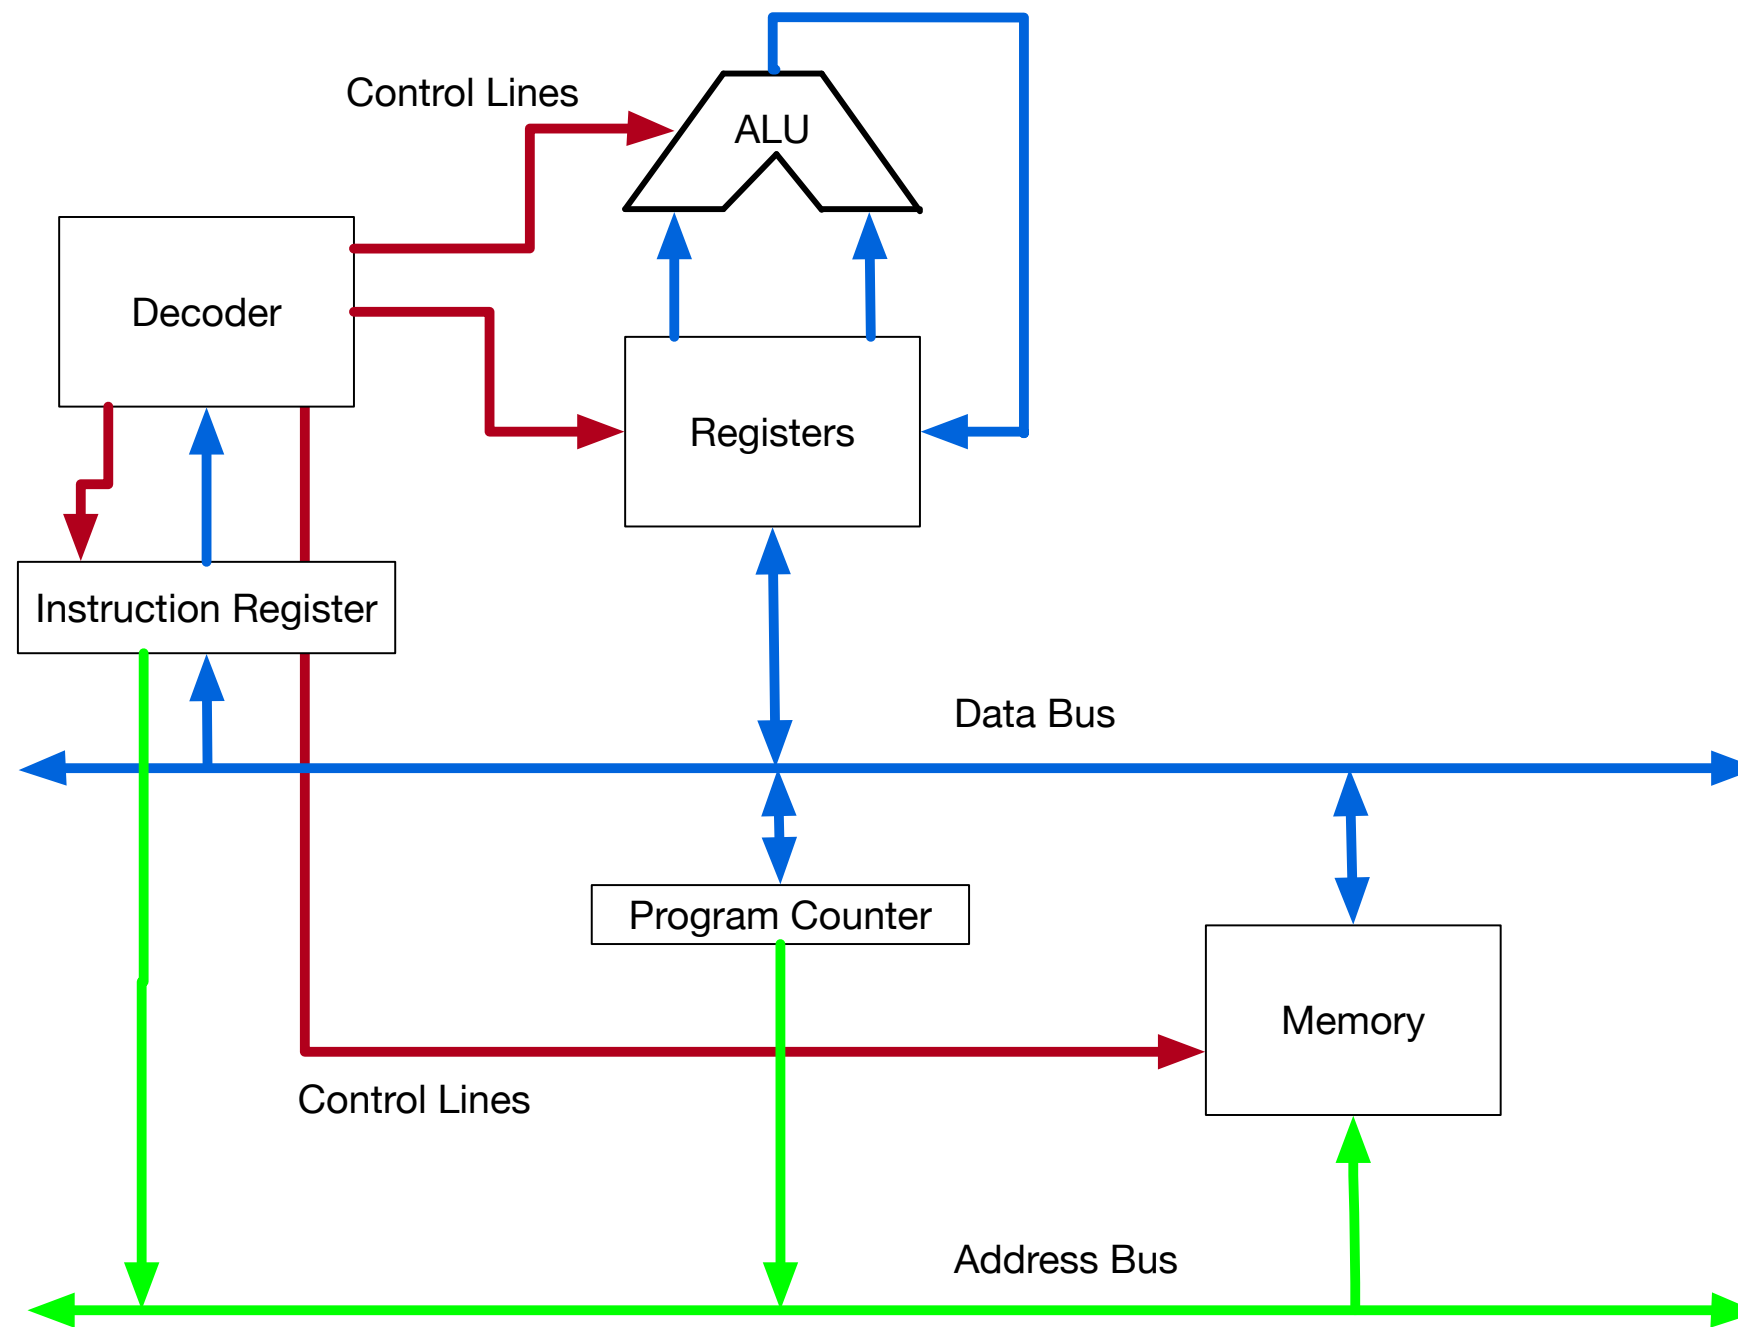 Control Lines
ALU
Decoder
Registers
Instruction Register
Data Bus
Program Counter
Memory
Control Lines
Address Bus